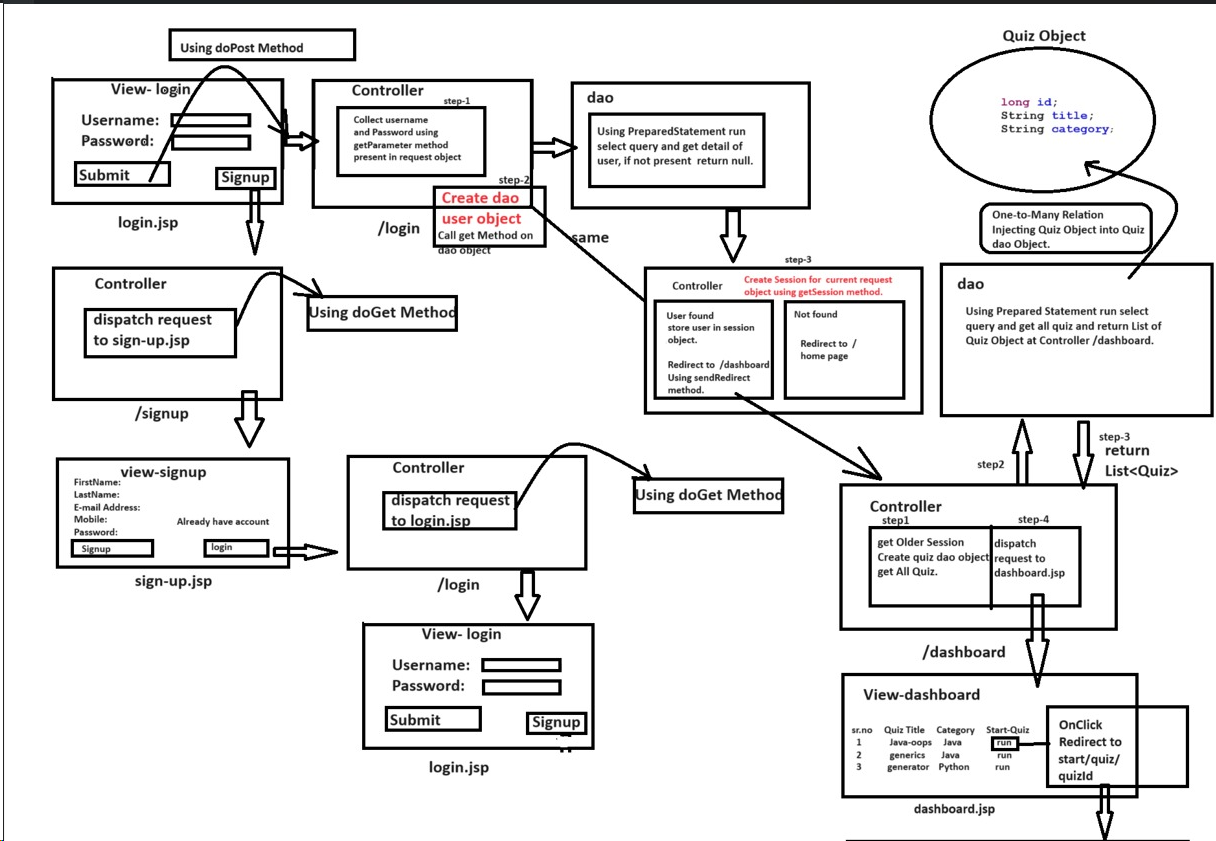 Using doPost Method
View- login
Username:
Password:
Submit
Signup
login.jsp
Controller
step-1
Collect username
and Password using
getParameter method
present in request object
step-2
Create dao
user object
Call get Method on
dao object
/login
dao
Using PreparedStatement run
select query and get detail of
user, if not present return null.
same
step-3
Controller
Create Session for current request
object using getSession method.
User found
store user in session
object.
Redirect to /dashboard
Using sendRedirect
method.
Not found
Redirect to /
home page
Quiz Object
long id;
String title;
String category;
One-to-Many Relation
Injecting Quiz Object into Quiz
dao Object.
dao
Using Prepared Statement run select
query and get all quiz and return List of
Quiz Object at Controller /dashboard.
step2
step-3
return
List<Quiz>
Controller
step1
get Older Session
Create quiz dao object
get All Quiz.
step-4
dispatch
request to
dashboard.jsp
/dashboard
View-dashboard
sr.no Quiz Title Category Start-Quiz
1 Java-oops Java run
2 generics Java run
3 generator Python run
OnClick
Redirect to
start/quiz/
quizId
dashboard.jsp
Controller
dispatch request
to sign-up.jsp
Using doGet Method
/signup
view-signup
FirstName:
LastName:
E-mail Address:
Mobile:
Password:
Already have account
Signup
login
sign-up.jsp
Controller
dispatch request
to login.jsp
Using doGet Method
/login
View- login
Username:
Password:
Submit
Signup
login.jsp